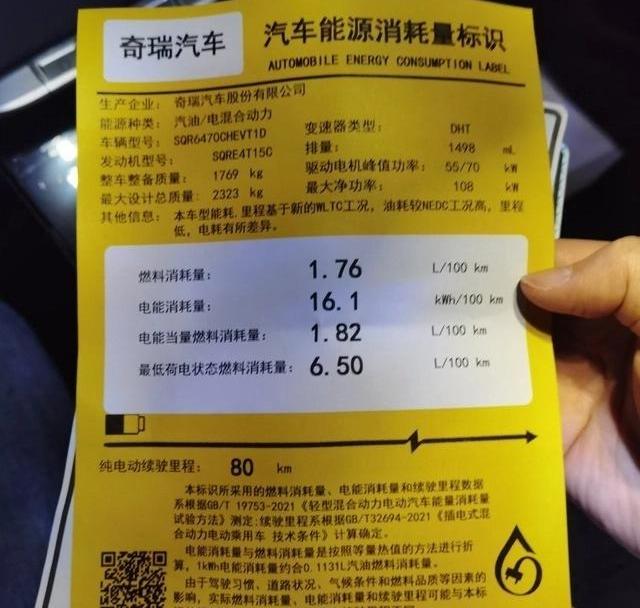 奇瑞汽车
汽车能源消耗量标识
AUTOMOBILE ENERGY CONSUMPTION LABEL
生产企业： 奇瑞汽车股份有限公司
能源种类： 汽油/电混合动力
车辆型号： SQR6470CHEVT1D 变速器类型： DHT
发动机型号： SQRE4T15C 排量： 1498 mL
整车整备质量： 1769 kg 驱动电机峰值功率： 55/70 kW
最大设计总质量： 2323 kg 最大净功率： 108 kW
其他信息： 本车型能耗、里程基于新的WLTC工况，油耗较NEDC工况高，里程
低，电耗有所差异。
燃料消耗量： 1.76 L/100 km
电能消耗量： 16.1 kWh/100 km
电能当量燃料消耗量： 1.82 L/100 km
最低荷电状态燃料消耗量： 6.50 L/100 km
纯电动续驶里程： 80 km
本标识所采用的燃料消耗量、电能消耗量和续驶里程数据
系根据GB/T 19753-2021《轻型混合动力电动汽车能量消耗量
试验方法》测定；续驶里程系根据GB/T32694-2021《插电式混
合动力电动乘用车 技术条件》计算确定。
电能消耗量与燃料消耗量是按照等量热值的方法进行折
算，1kWh电能消耗量约合0.1131L汽油燃料消耗量。
由于驾驶习惯、道路状况、气候条件和燃料品质等因素的
影响，实际燃料消耗量、电能消耗量和续驶里程可能与本标